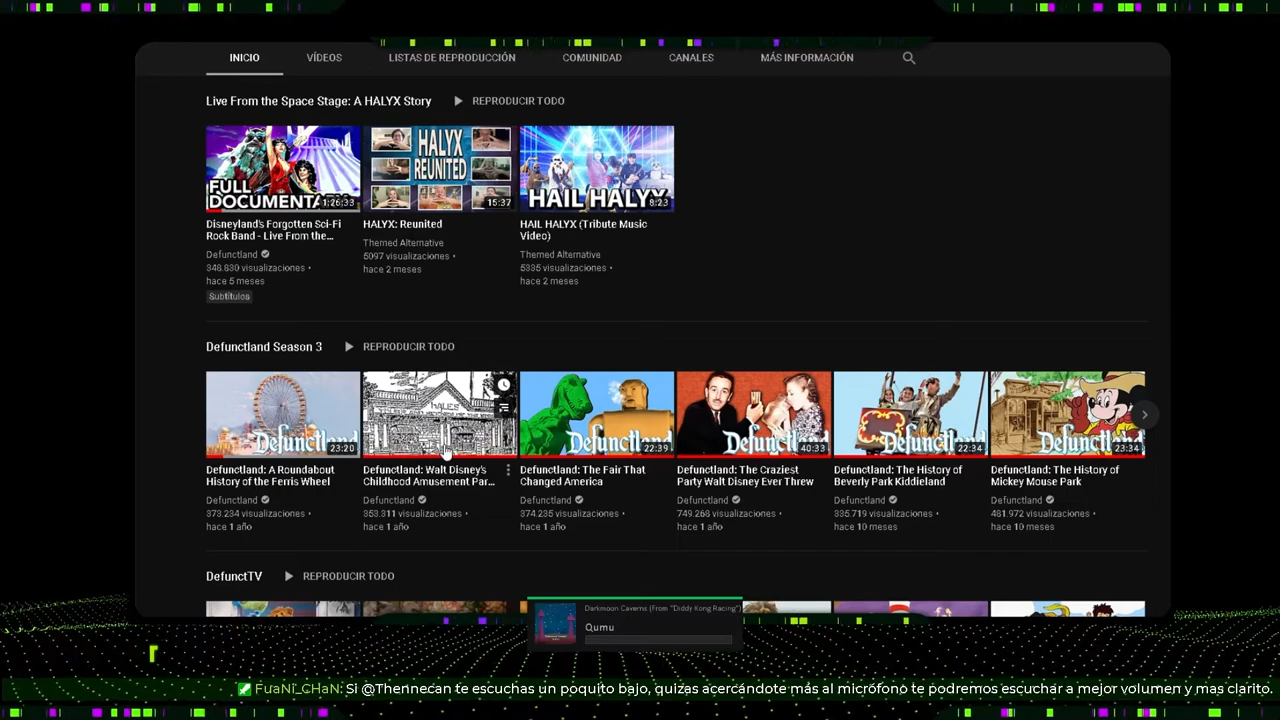 INICIO VÍDEOS LISTAS DE REPRODUCCIÓN COMUNIDAD CANALES MÁS INFORMACIÓN
Live From the Space Stage: A HALYX Story REPRODUCIR TODO
FULL
DOCUMENTA
1:26:33
HALYX
REUNITED
15:37
HAIL HALYX
8:23
Disneyland's Forgotten Sci-Fi
Rock Band - Live From the...
Defunctland
348.830 visualizaciones •
hace 5 meses
Subtítulos
HALYX: Reunited
Themed Alternative
5097 visualizaciones •
hace 2 meses
HAIL HALYX (Tribute Music
Video)
Themed Alternative
5335 visualizaciones •
hace 2 meses
Defunctland Season 3 REPRODUCIR TODO
Defunctland
23:20
HALES
Defunctland
22:39
Defunctland
40:33
Defunctland
22:34
Defunctland
23:34
Defunctland: A Roundabout
History of the Ferris Wheel
Defunctland
373.234 visualizaciones •
hace 1 año
Defunctland: Walt Disney's
Childhood Amusement Par...
Defunctland
353.311 visualizaciones •
hace 1 año
Defunctland: The Fair That
Changed America
Defunctland
374.235 visualizaciones •
hace 1 año
Defunctland: The Craziest
Party Walt Disney Ever Threw
Defunctland
749.268 visualizaciones •
hace 1 año
Defunctland: The History of
Beverly Park Kiddieland
Defunctland
335.719 visualizaciones •
hace 10 meses
Defunctland: The History of
Mickey Mouse Park
Defunctland
481.972 visualizaciones •
hace 10 meses
DefunctTV REPRODUCIR TODO
Darkmoon Caverns (From "Diddy Kong Racing")
Qumu
FuaNi_CHaN: Si @Thennecan te escuchas un poquito bajo, quizas acercándote más al micrófono te podremos escuchar a mejor volumen y mas clarito.